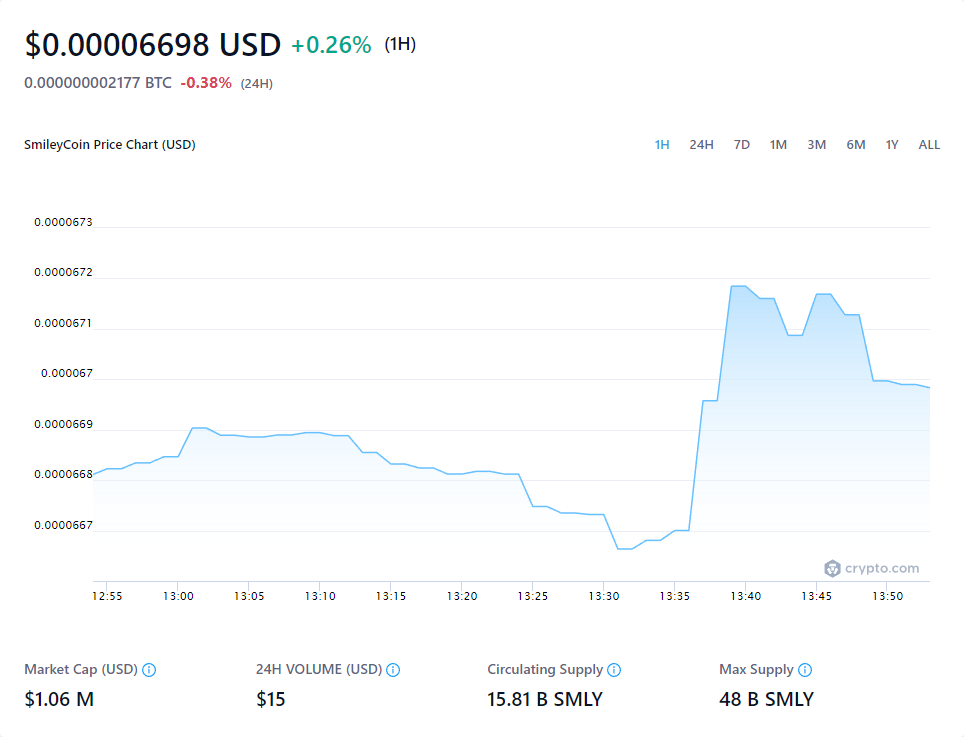 $0.00006698 USD +0.26% (1H)
0.000000002177 BTC -0.38% (24H)
SmileyCoin Price Chart (USD) 1H 24H 7D 1M 3M 6M 1Y ALL
0.0000673
0.0000672
0.0000671
0.000067
0.0000669
0.0000668
0.0000667
crypto.com
12:55 13:00 13:05 13:10 13:15 13:20 13:25 13:30 13:35 13:40 13:45 13:50
Market Cap (USD) 24H VOLUME (USD) Circulating Supply Max Supply
$1.06 M $15 15.81 B SMLY 48 B SMLY